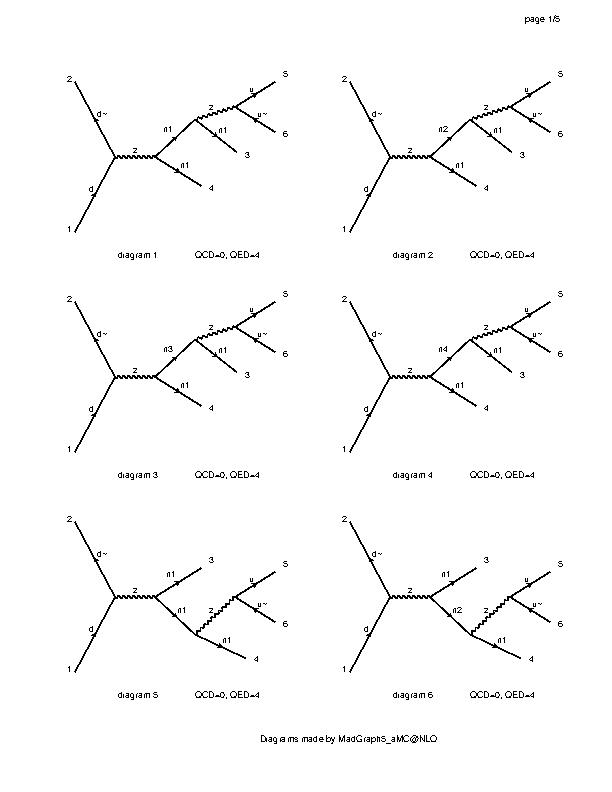 page 1/5
2 d~ z d 1 n1 z u 5 u~ 6 n1 3 n1 4
diagram 1 QCD=0, QED=4
2 d~ z d 1 n2 z u 5 u~ 6 n1 3 n1 4
diagram 2 QCD=0, QED=4
2 d~ z d 1 n3 z u 5 u~ 6 n1 3 n1 4
diagram 3 QCD=0, QED=4
2 d~ z d 1 n4 z u 5 u~ 6 n1 3 n1 4
diagram 4 QCD=0, QED=4
2 d~ z d 1 n1 3 n1 z u 5 u~ 6 n1 4
diagram 5 QCD=0, QED=4
2 d~ z d 1 n1 3 n2 z u 5 u~ 6 n1 4
diagram 6 QCD=0, QED=4
Diagrams made by MadGraph5_aMC@NLO